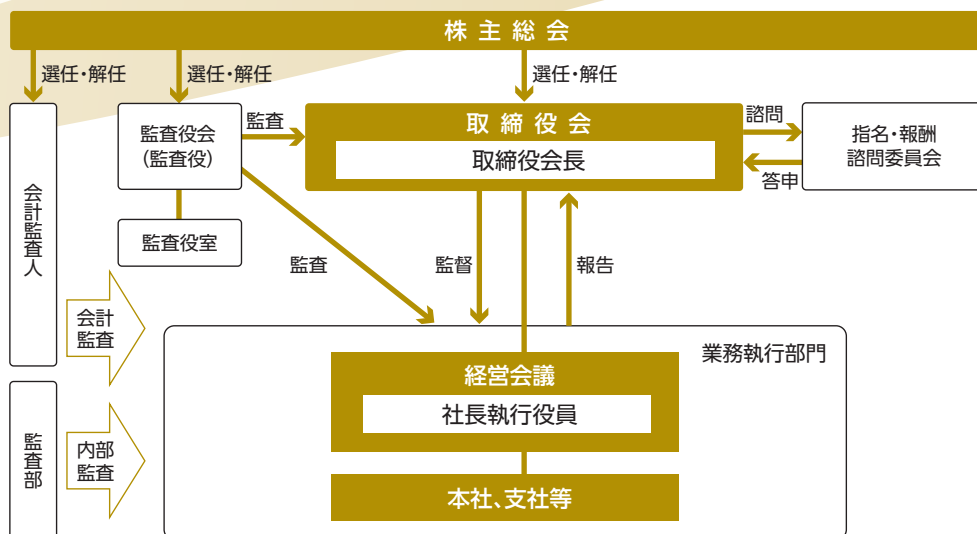 株主総会
選任・解任
選任・解任
選任・解任
会計監査人
監査役会
(監査役)
監査
取締役会
取締役会長
諮問
答申
指名・報酬
諮問委員会
監査役室
監査
監督
報告
会計
監査
業務執行部門
経営会議
社長執行役員
監査部
内部
監査
本社、支社等